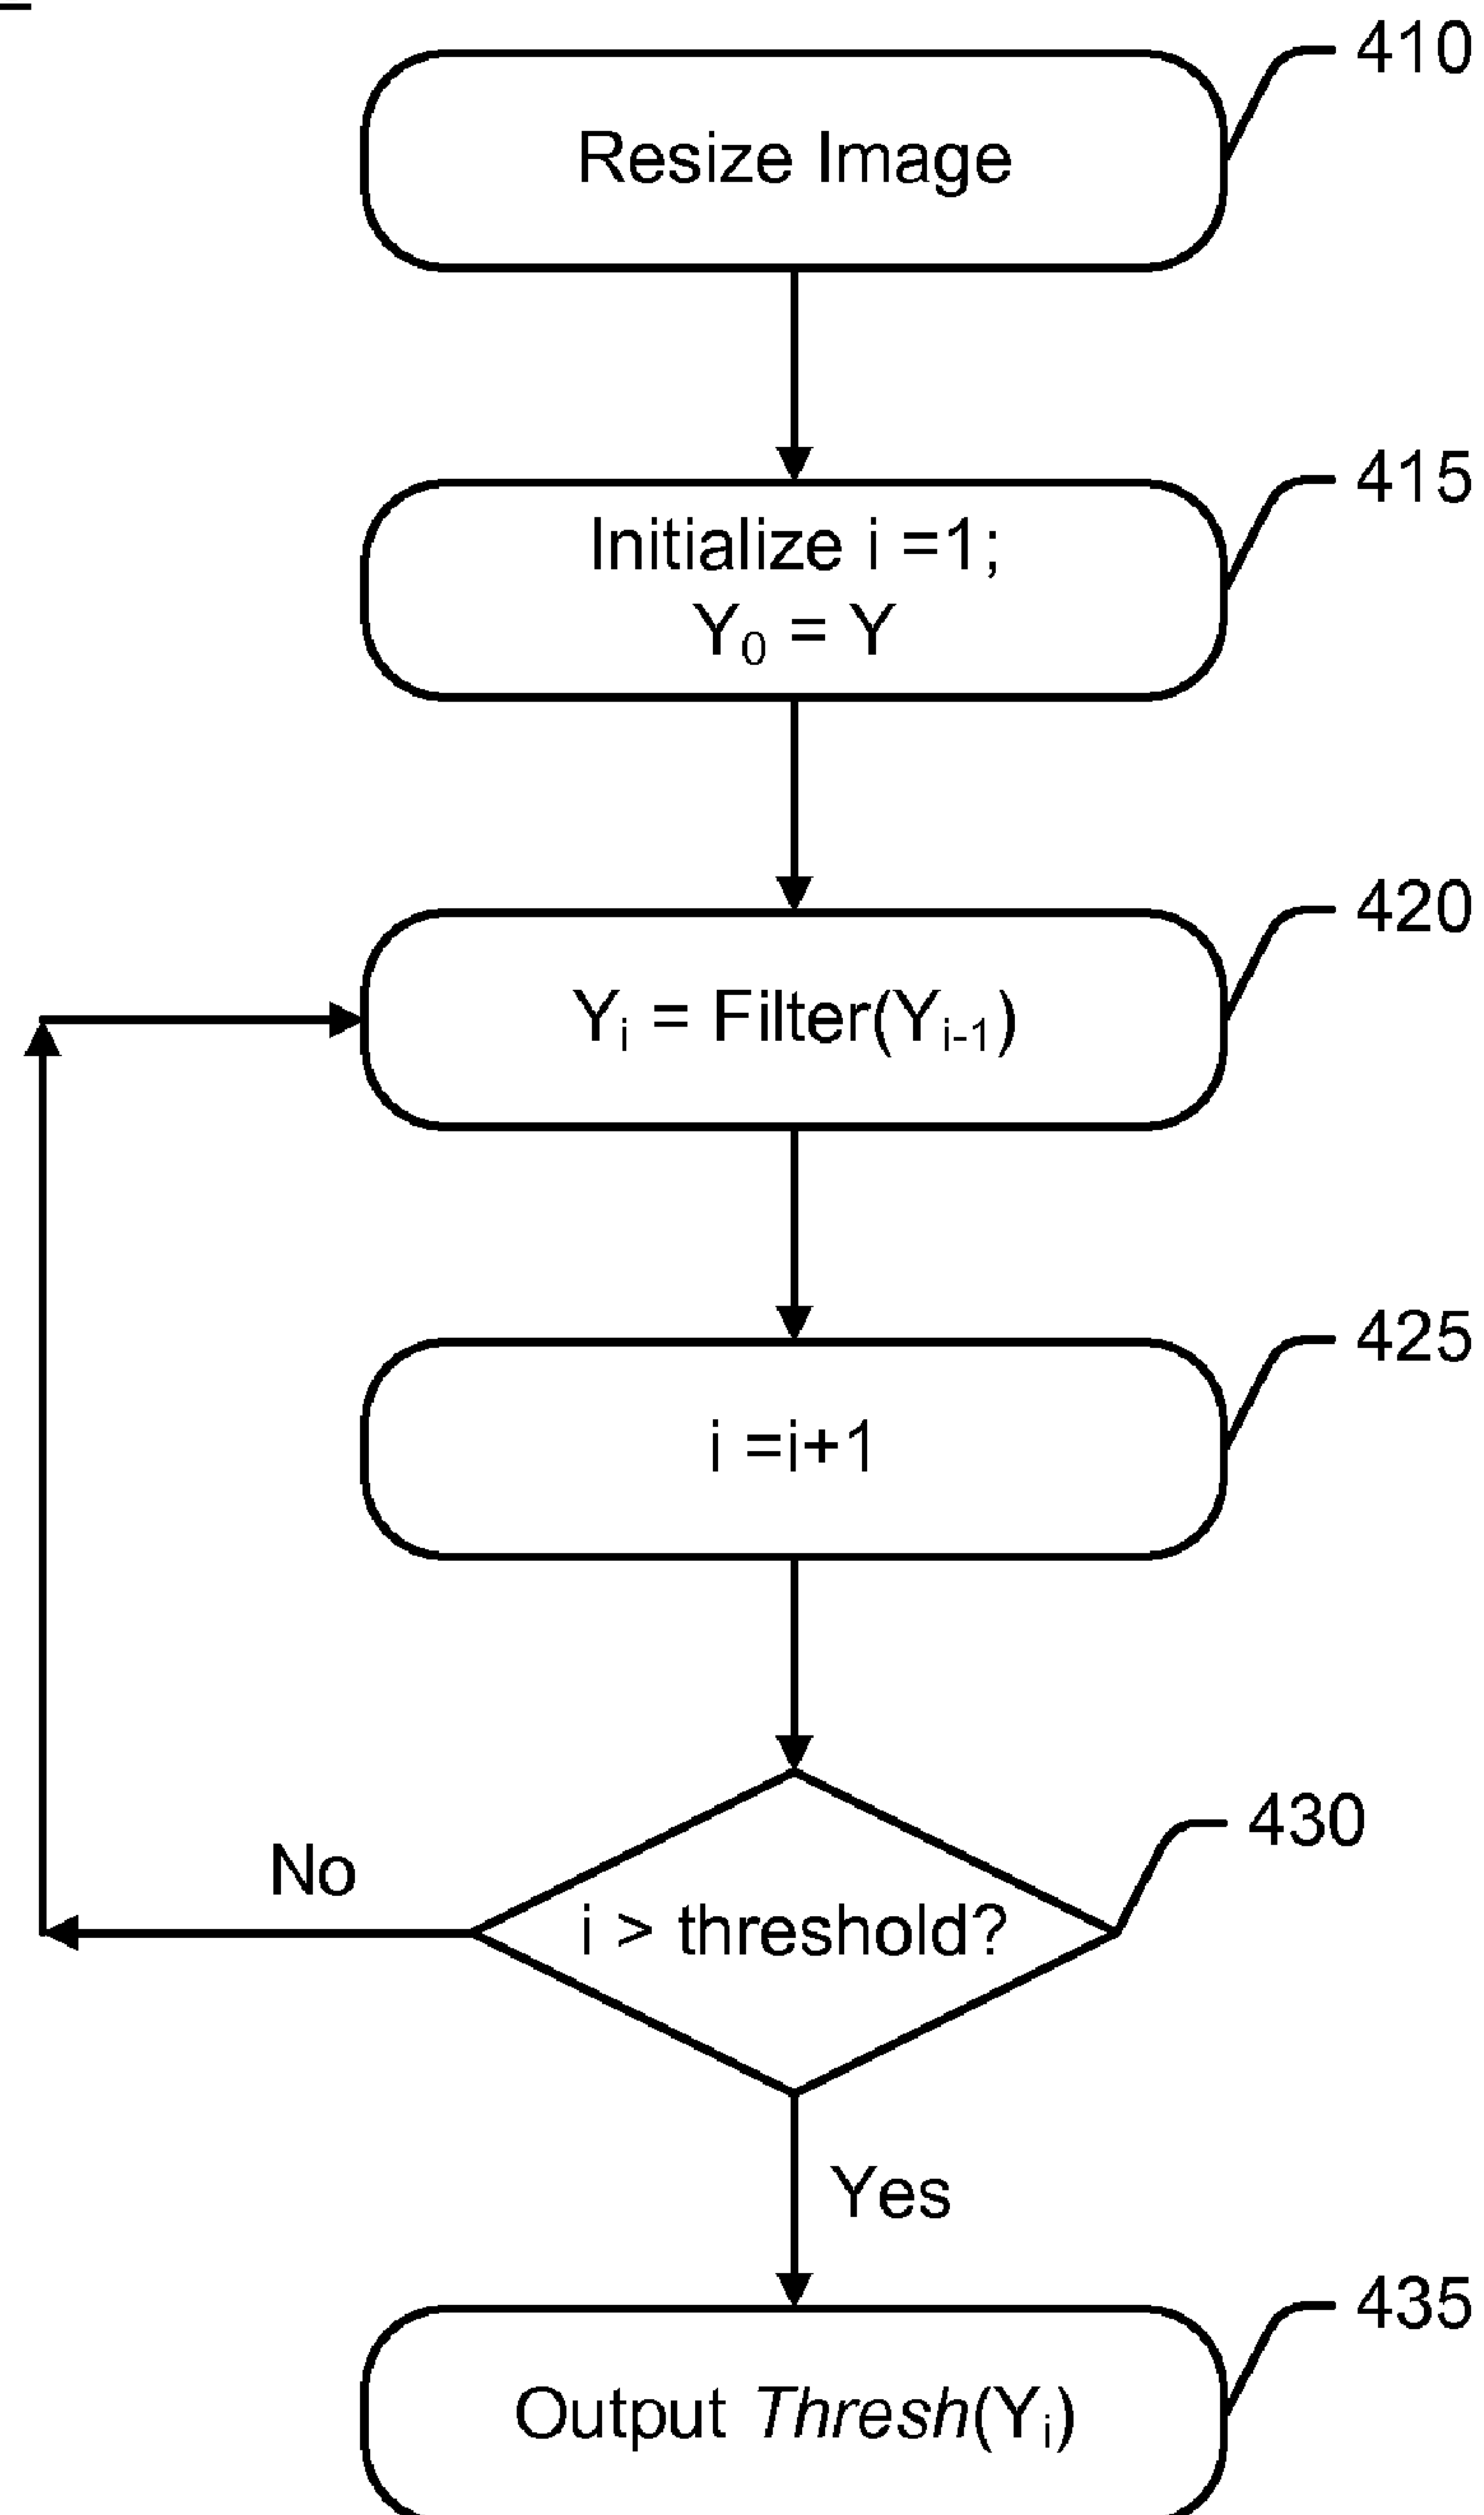 410
Resize Image
415
Initialize i =1;
Y₀ = Y
420
Yᵢ = Filter(Yᵢ₋₁)
425
i =i+1
430
No
i > threshold?
Yes
435
Output Thresh(Yᵢ)